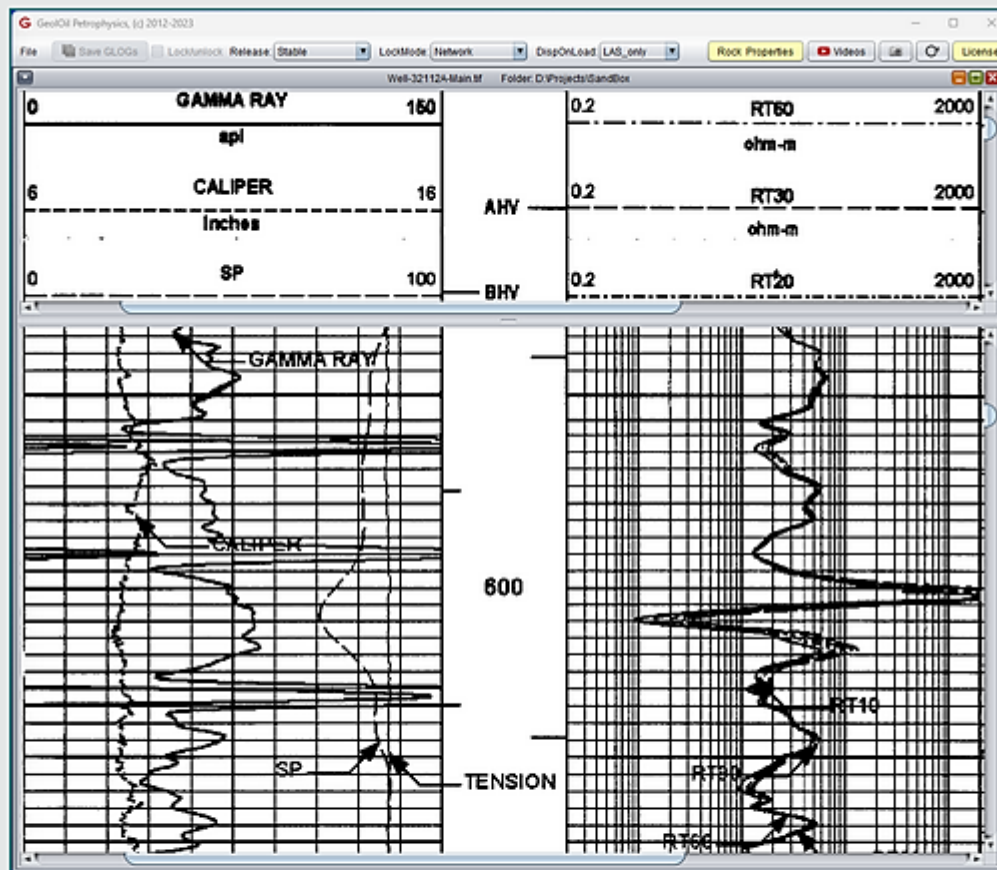 GeolOil Petrophysics, (c) 2012-2023
File Save GLOGs Lock/unlock Release: Stable LockMode: Network DispOnLoad: LAS_only Rock Properties Videos License
Well-32112A-Main.tif Folder: D:\Projects\SandBox
0 GAMMA RAY 150
api
6 CALIPER 16
Inches
0 SP 100
AHV
BHV
0.2 RT60 2000
ohm-m
0.2 RT30 2000
ohm-m
0.2 RT20 2000
GAMMA RAY
CALIPER
600
RT10
SP
TENSION
RT60